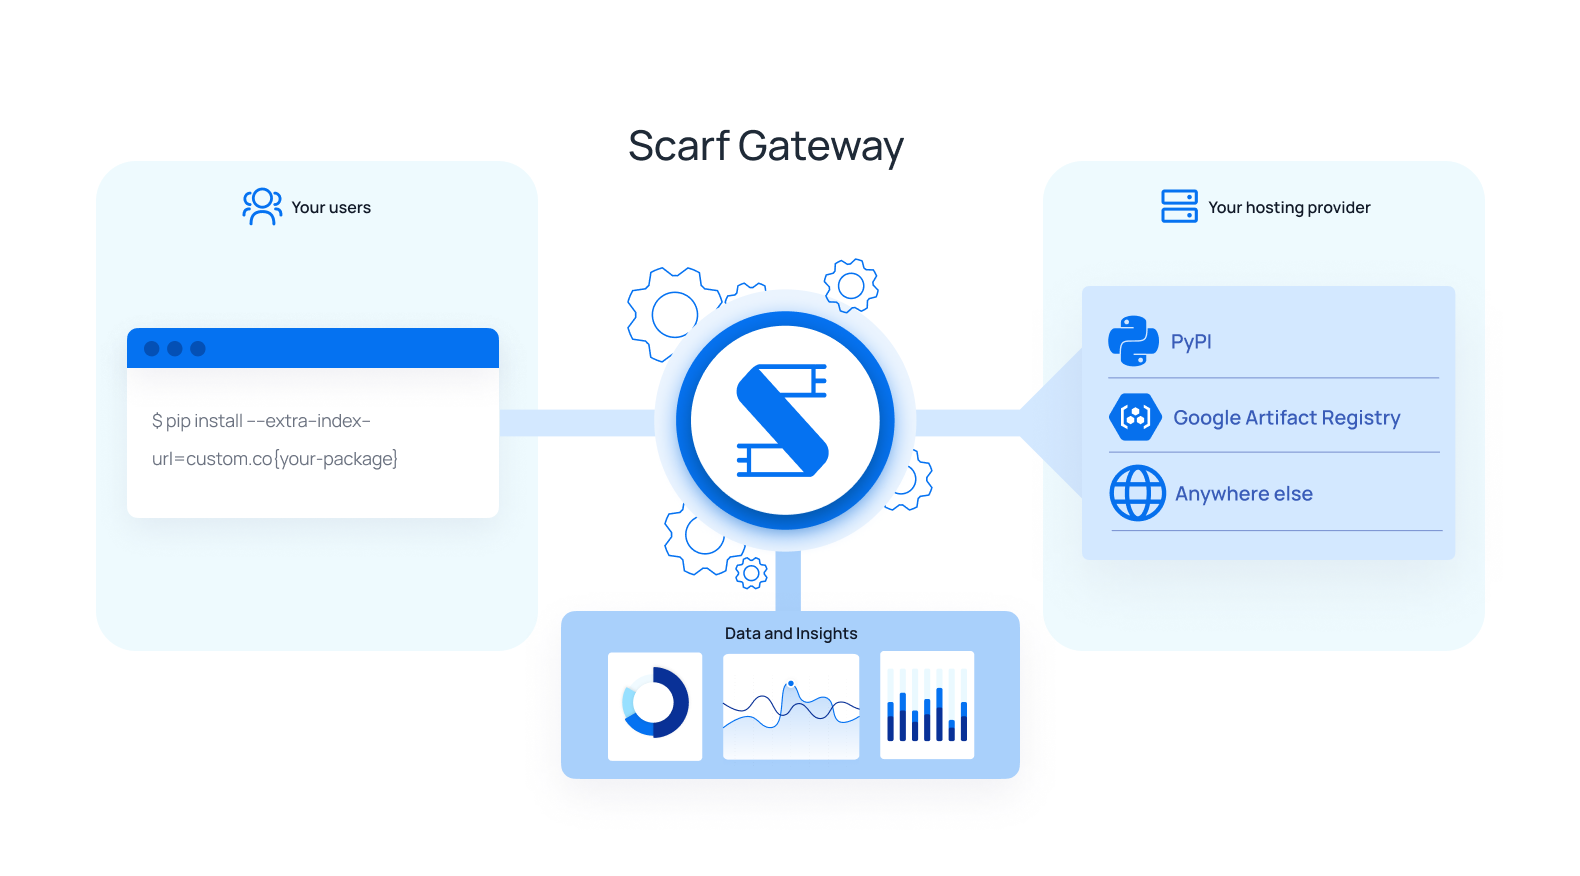 Scarf Gateway
Your users
$ pip install --extra-index-
url=custom.co{your-package}
Your hosting provider
PyPI
Google Artifact Registry
Anywhere else
Data and Insights